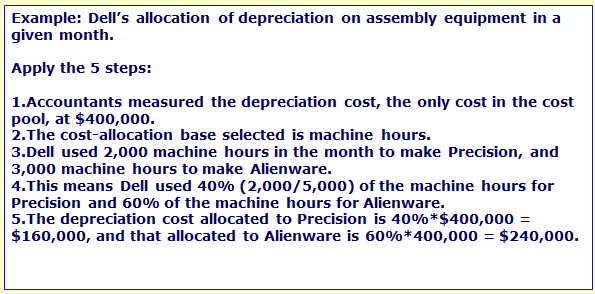 Example: Dell’s allocation of depreciation on assembly equipment in a
given month.
Apply the 5 steps:
1.Accountants measured the depreciation cost, the only cost in the cost
pool, at $400,000.
2.The cost-allocation base selected is machine hours.
3.Dell used 2,000 machine hours in the month to make Precision, and
3,000 machine hours to make Alienware.
4.This means Dell used 40% (2,000/5,000) of the machine hours for
Precision and 60% of the machine hours for Alienware.
5.The depreciation cost allocated to Precision is 40%*$400,000 =
$160,000, and that allocated to Alienware is 60%*400,000 = $240,000.